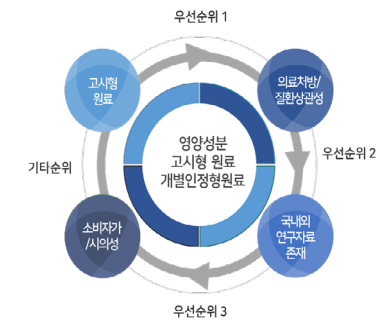 우선순위 1
고시형
원료
의료처방/
질환상관성
영양성분
고시형 원료
개별인정형원료
기타순위
우선순위 2
소비자가
/시의성
국내외
연구자료
존재
우선순위 3